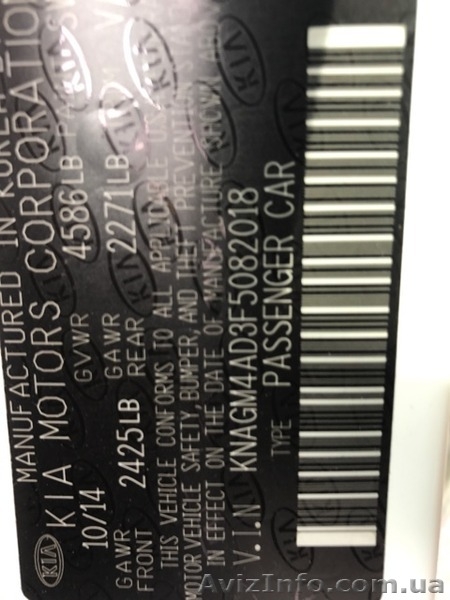 MANUFACTURED IN KOREA
KIA MOTORS CORPORATION
10/14 GVWR 4586LB
GAWR FRONT 2425LB GAWR REAR 2271LB
THIS VEHICLE CONFORMS TO ALL APPLICABLE
MOTOR VEHICLE SAFETY, BUMPER, AND THEFT PREVENTION
IN EFFECT ON THE DATE OF MANUFACTURE SHOWN
V.I.N KNAGM4AD3F5082018
TYPE PASSENGER CAR
KIA
AvizInfo.com.ua